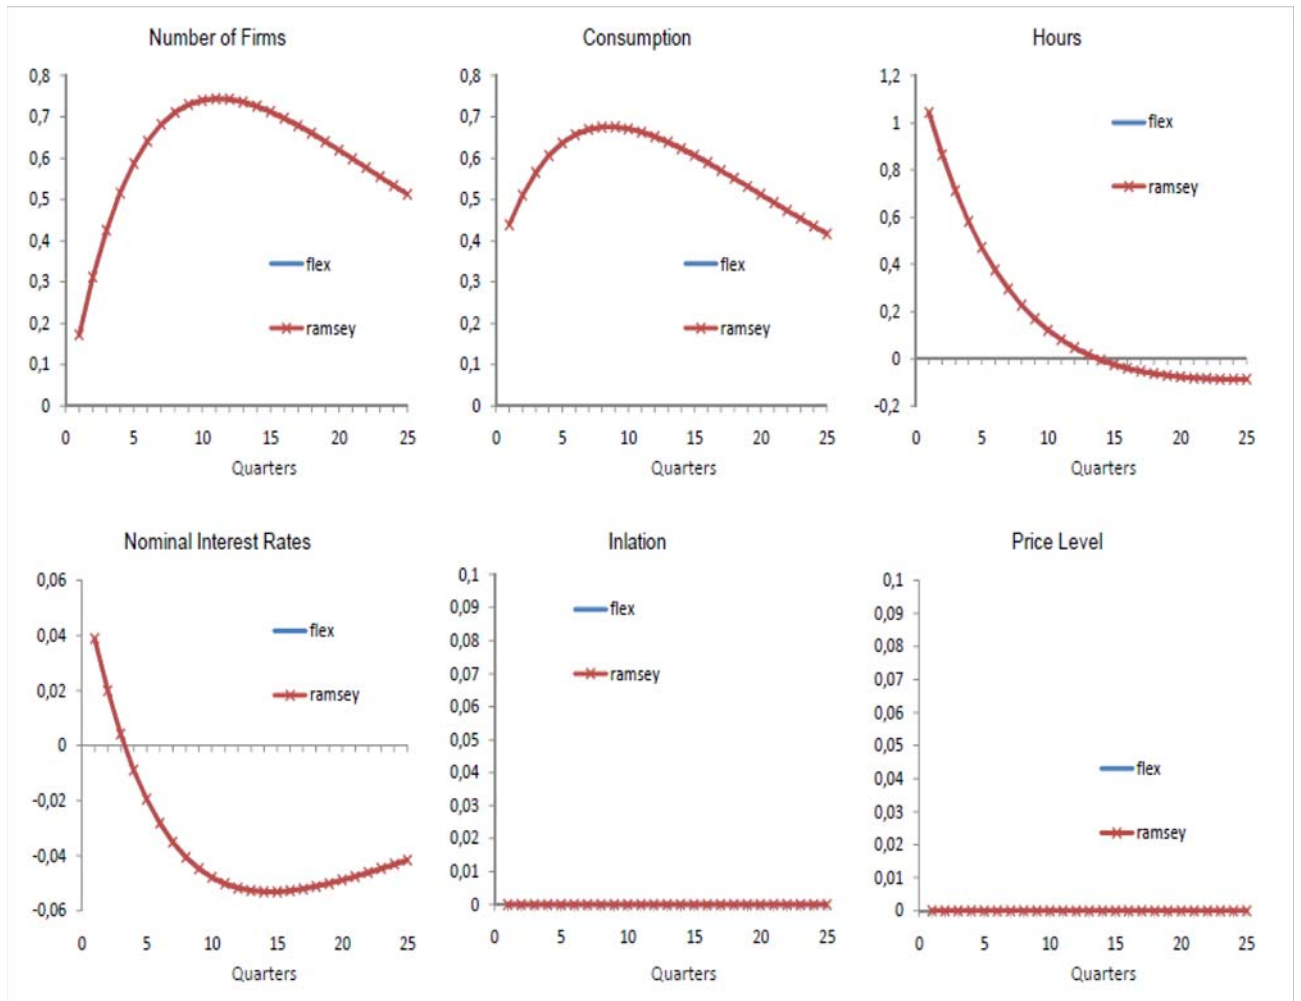 Number of Firms
0,8
0,7
0,6
0,5
0,4
0,3
0,2
0,1
0
flex
ramsey
0 5 10 15 20 25
Quarters
Consumption
0,8
0,7
0,6
0,5
0,4
0,3
0,2
0,1
0
flex
ramsey
0 5 10 15 20 25
Quarters
Hours
1,2
1
0,8
0,6
0,4
0,2
0
-0,2
flex
ramsey
0 5 10 15 20 25
Quarters
Nominal Interest Rates
0,06
0,04
0,02
0
-0,02
-0,04
-0,06
flex
ramsey
0 5 10 15 20 25
Quarters
Inlation
0,1
0,09
0,08
0,07
0,06
0,05
0,04
0,03
0,02
0,01
0
flex
ramsey
0 5 10 15 20 25
Quarters
Price Level
0,1
0,09
0,08
0,07
0,06
0,05
0,04
0,03
0,02
0,01
0
flex
ramsey
0 5 10 15 20 25
Quarters